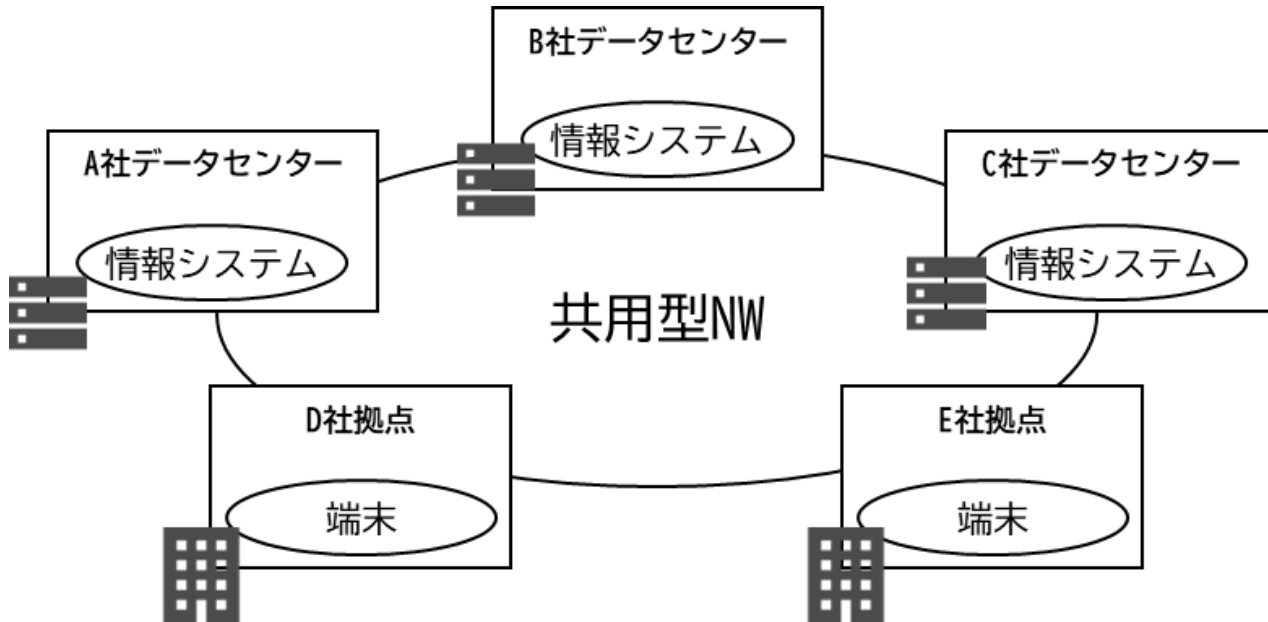 B社データセンター
情報システム
A社データセンター
情報システム
C社データセンター
情報システム
共用型NW
D社拠点
端末
E社拠点
端末